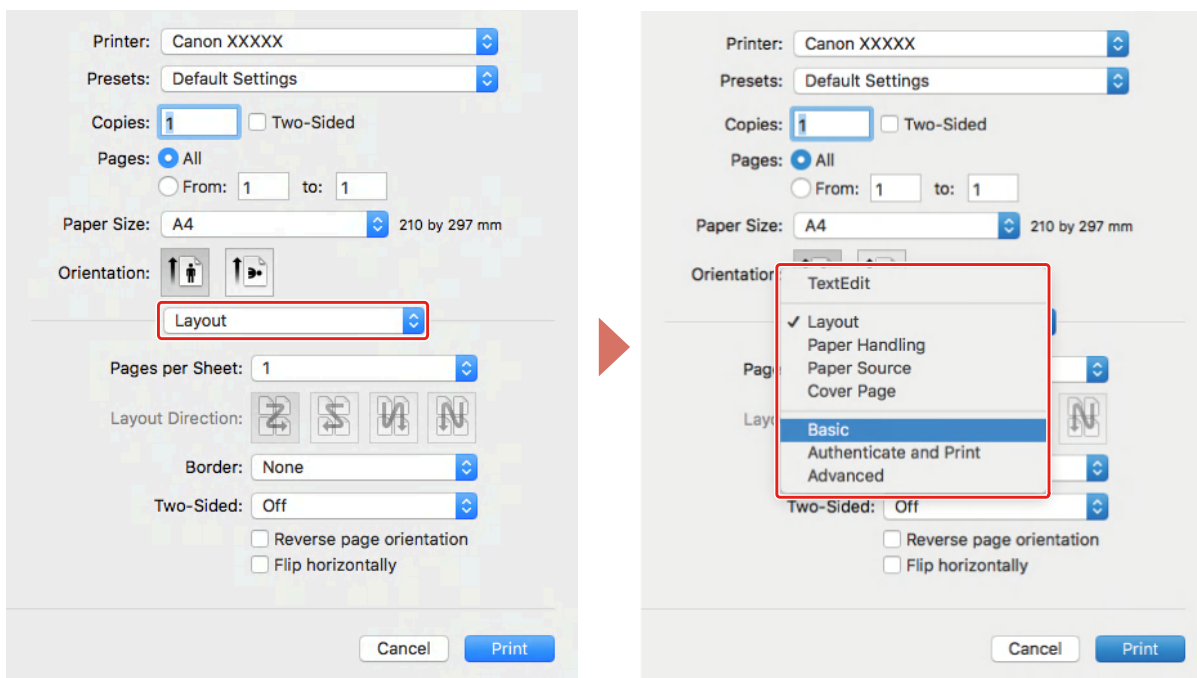 Printer: Canon XXXXX
Presets: Default Settings
Copies: 1 Two-Sided
Pages: All
From: 1 to: 1
Paper Size: A4 210 by 297 mm
Orientation:
Layout
Pages per Sheet: 1
Layout Direction:
Border: None
Two-Sided: Off
Reverse page orientation
Flip horizontally
Cancel Print
Printer: Canon XXXXX
Presets: Default Settings
Copies: 1 Two-Sided
Pages: All
From: 1 to: 1
Paper Size: A4 210 by 297 mm
Orientation
TextEdit
✓ Layout
Paper Handling
Pag Paper Source
Cover Page
Lay
Basic
Authenticate and Print
Advanced
Two-Sided: Off
Reverse page orientation
Flip horizontally
Cancel Print